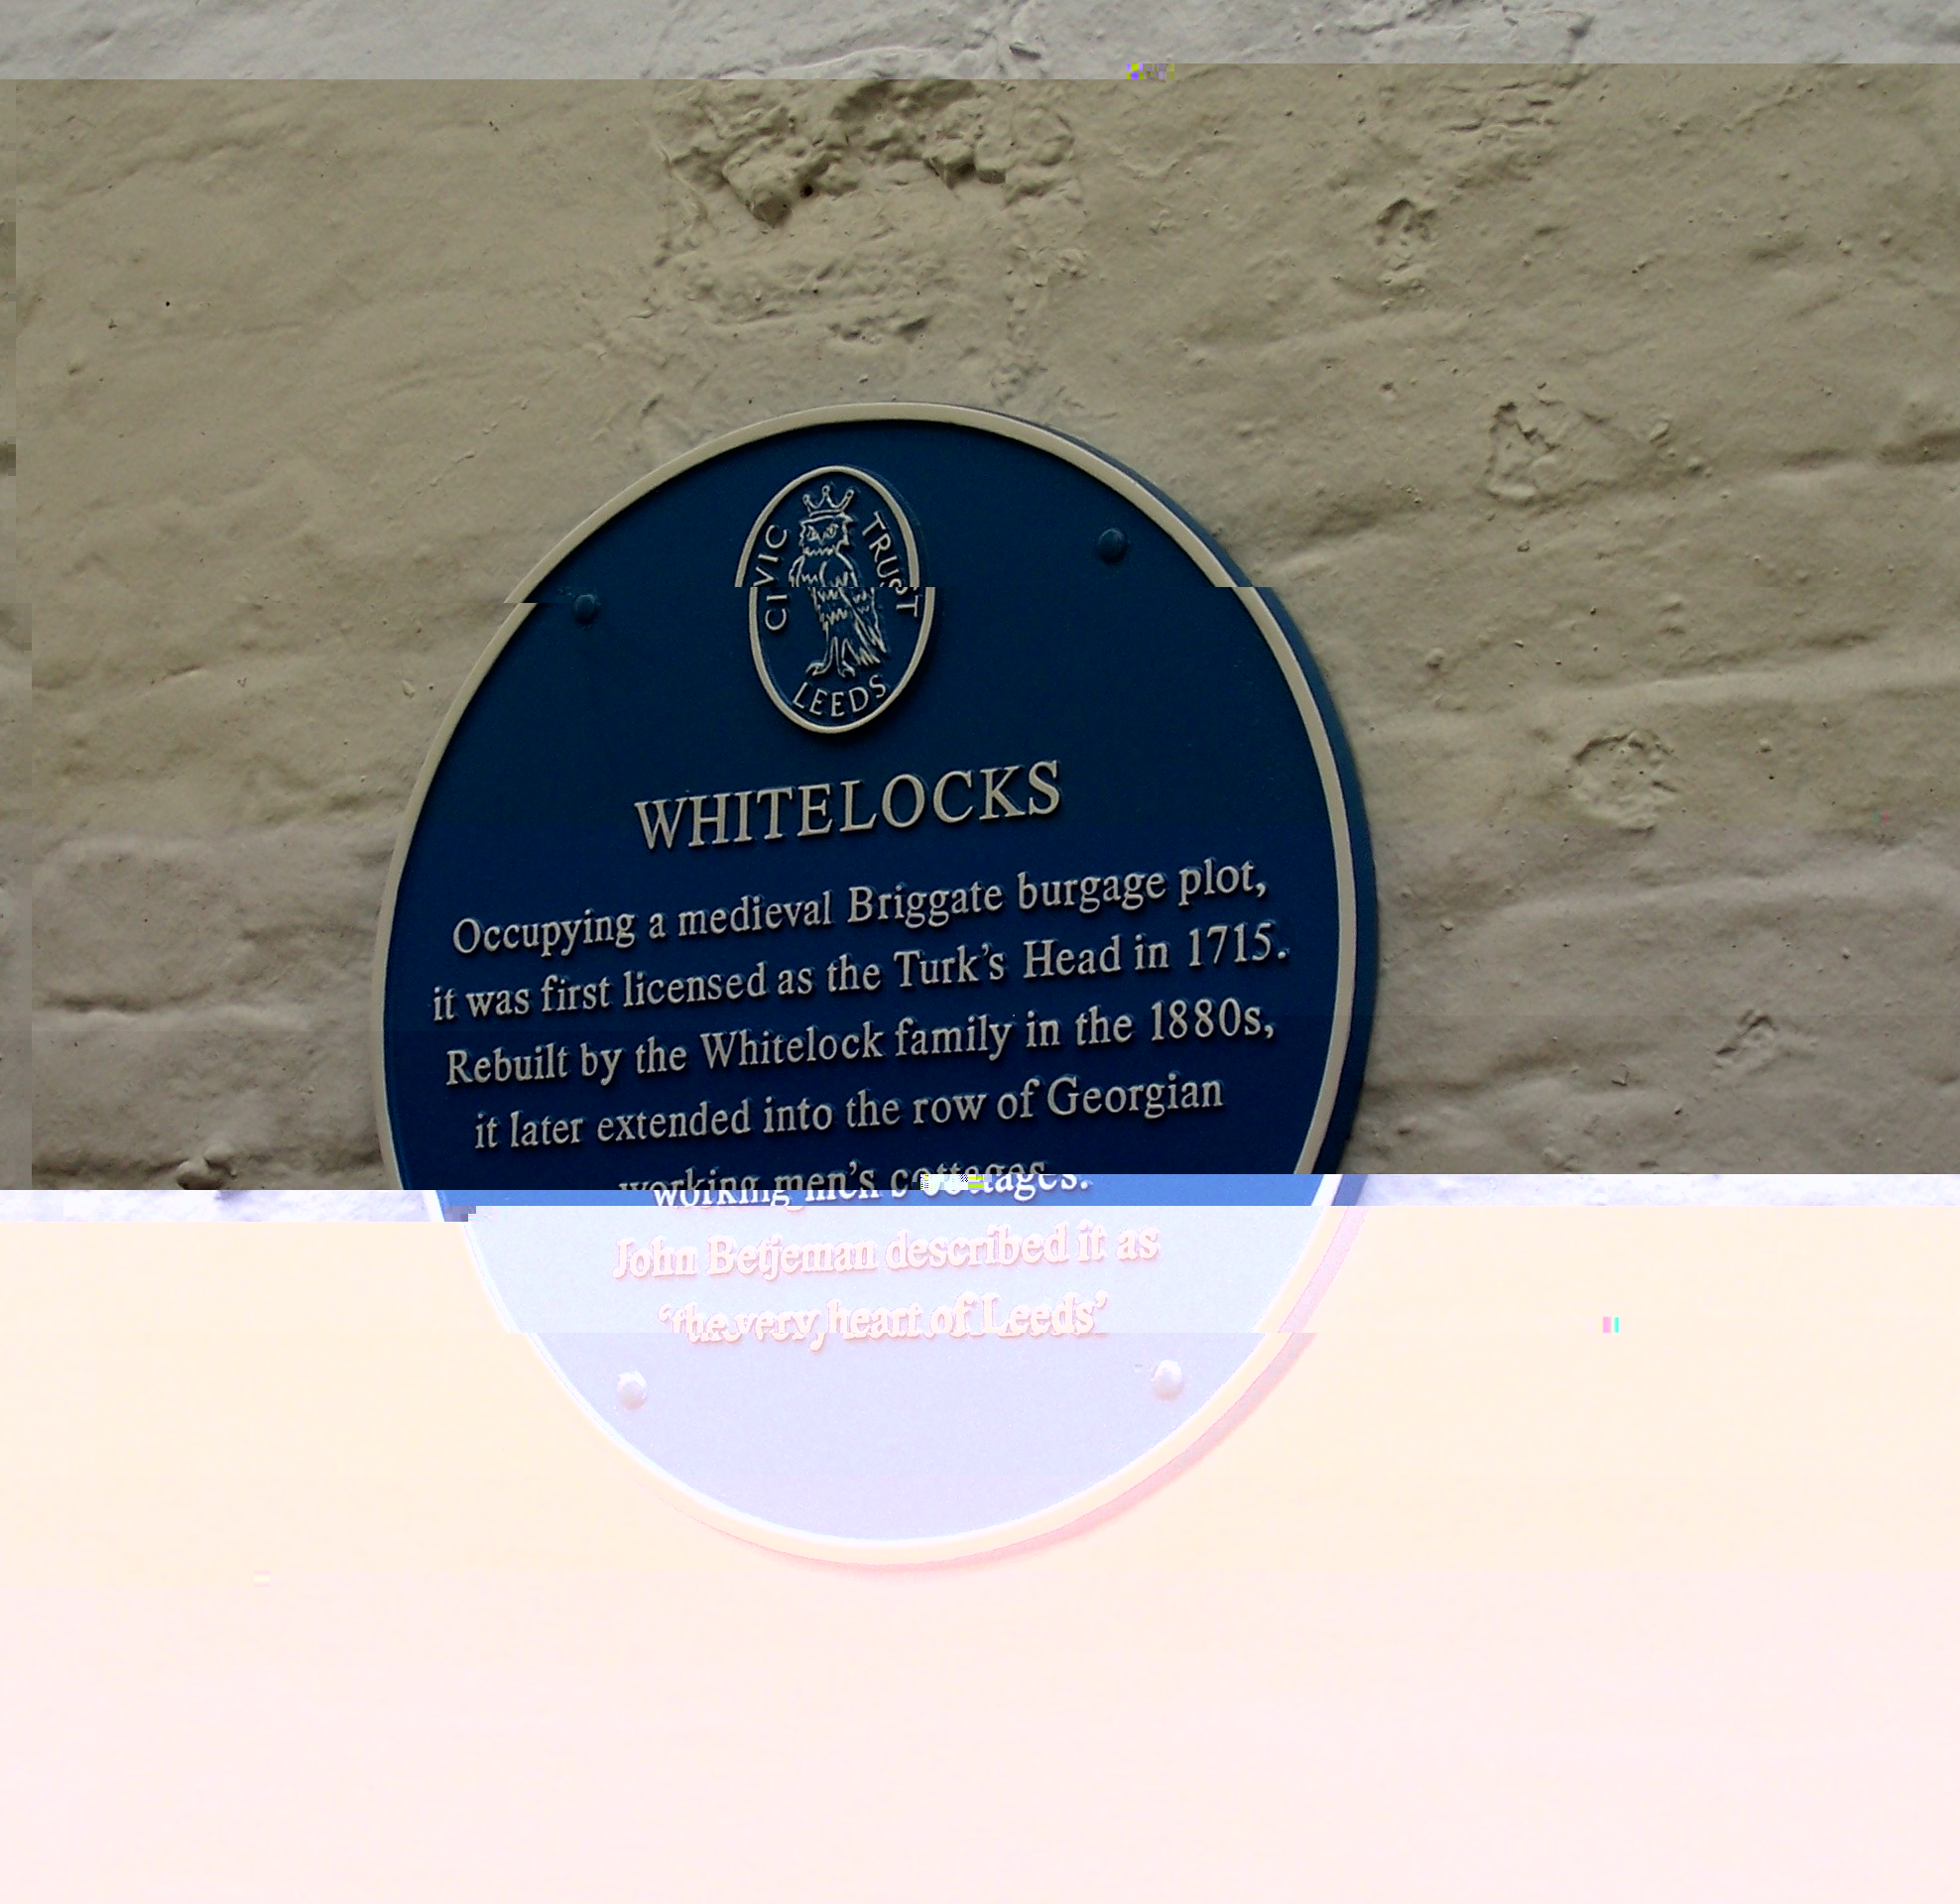 CIVIC TRUST
LEEDS
WHITELOCKS
Occupying a medieval Briggate burgage plot,
it was first licensed as the Turk's Head in 1715.
Rebuilt by the Whitelock family in the 1880s,
it later extended into the row of Georgian
working men's cottages.
John Betjeman described it as
'the very heart of Leeds'